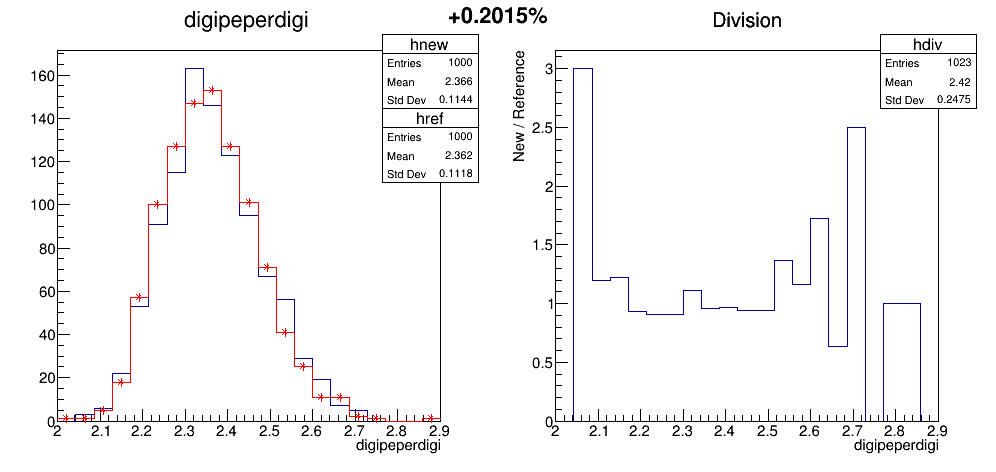 +0.2015%
digipeperdigi
hnew
Entries 1000
Mean 2.366
Std Dev 0.1144
href
Entries 1000
Mean 2.362
Std Dev 0.1118
160
140
120
100
80
60
40
20
0
2 2.1 2.2 2.3 2.4 2.5 2.6 2.7 2.8 2.9
digipeperdigi
Division
hdiv
Entries 1023
Mean 2.42
Std Dev 0.2475
New / Reference
3
2.5
2
1.5
1
0.5
0
2 2.1 2.2 2.3 2.4 2.5 2.6 2.7 2.8 2.9
digipeperdigi